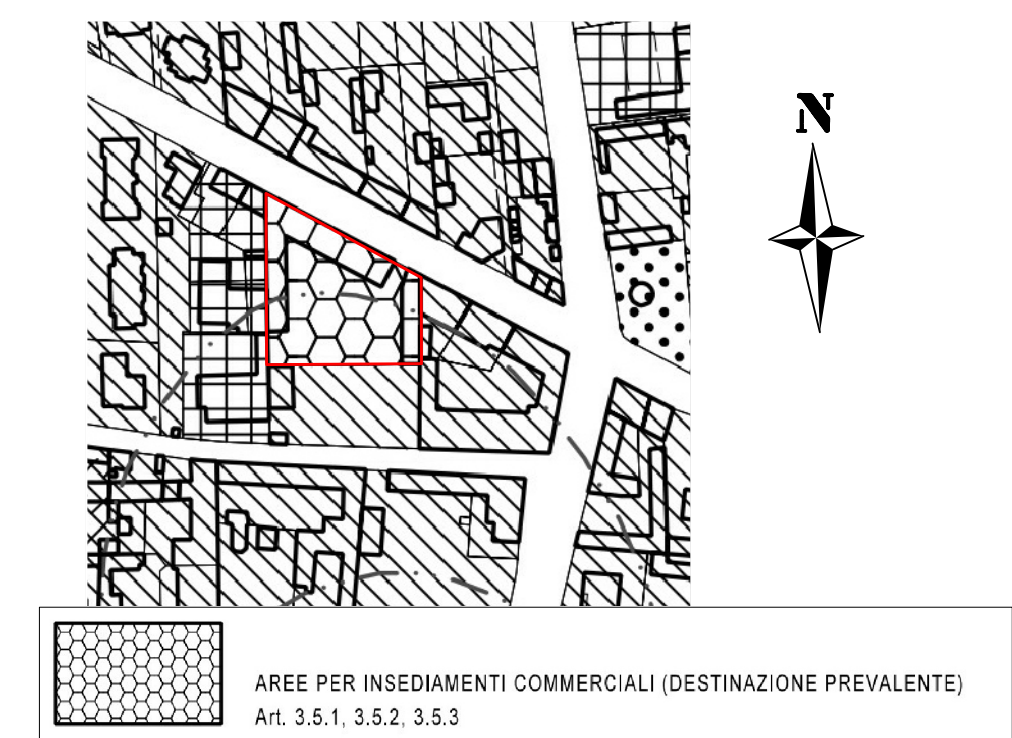 N
AREE PER INSEDIAMENTI COMMERCIALI (DESTINAZIONE PREVALENTE)
Art. 3.5.1, 3.5.2, 3.5.3